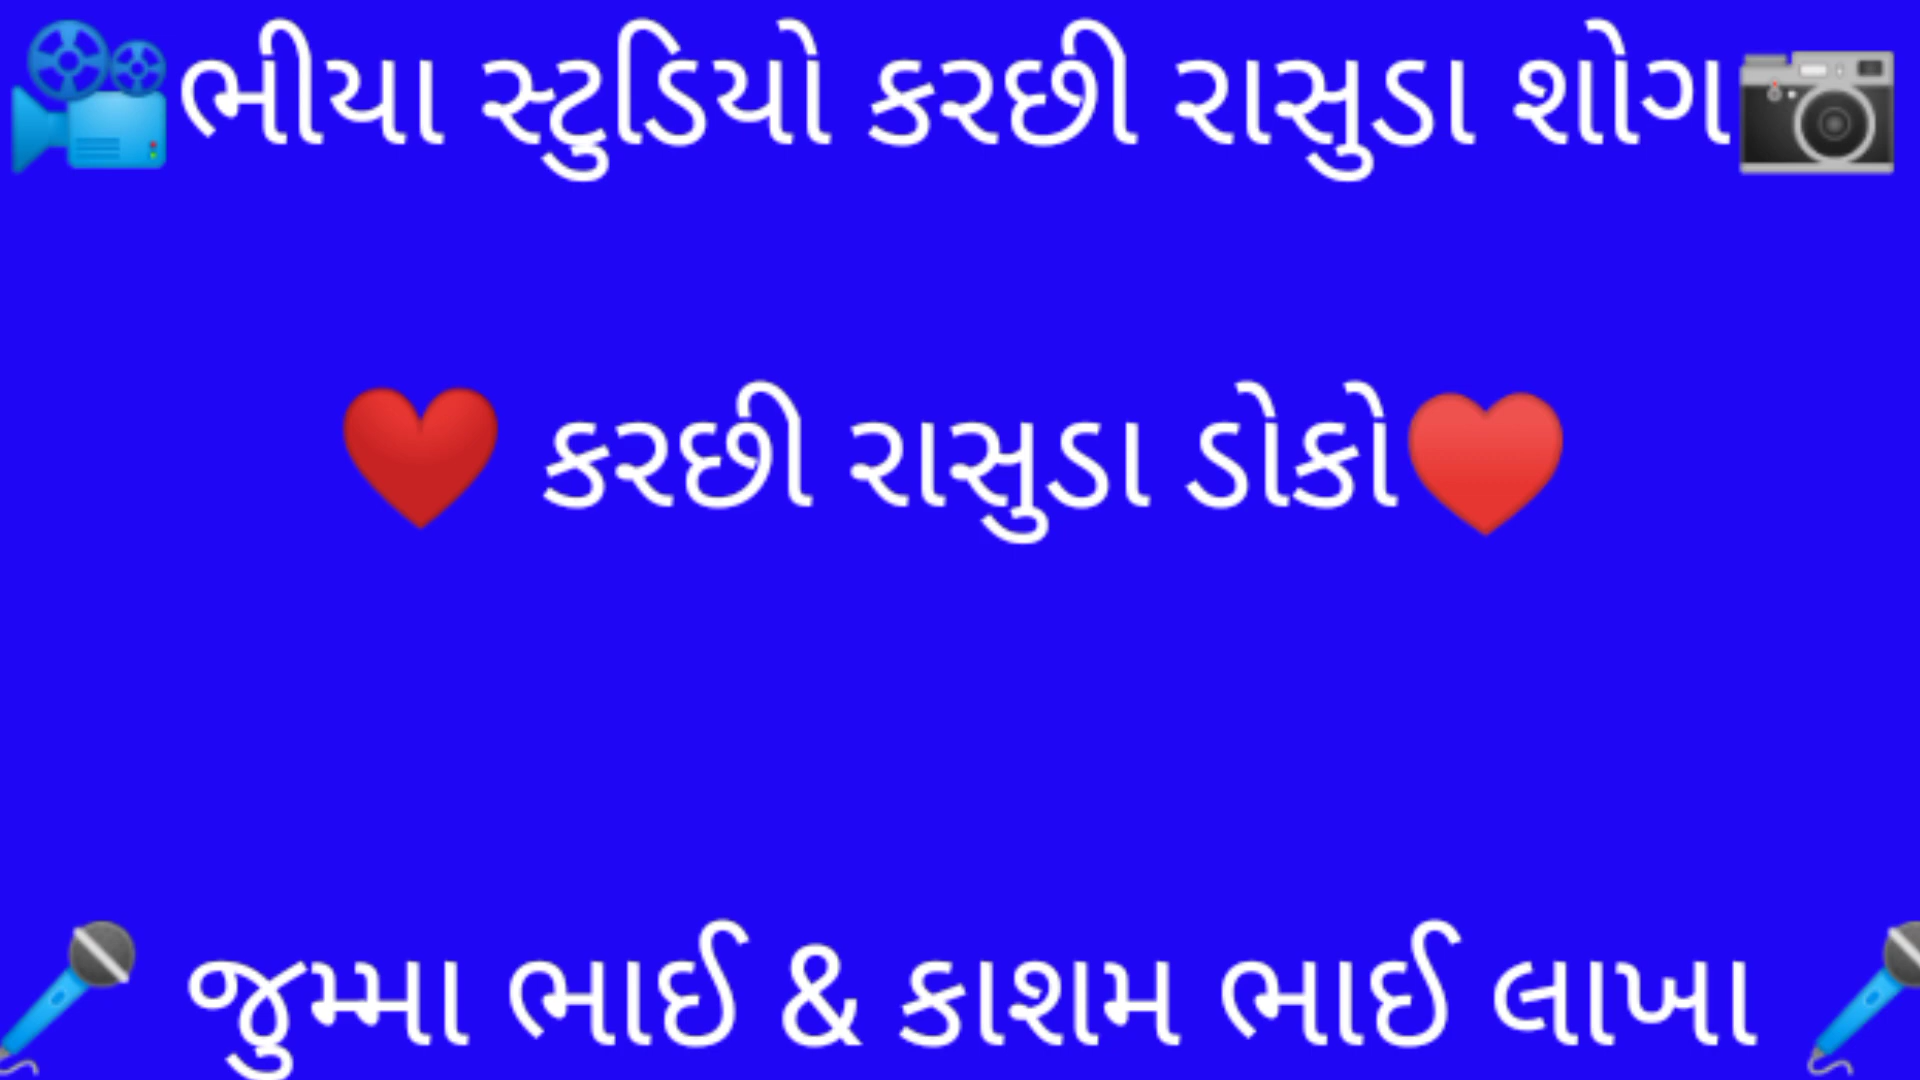 🎥ભીયા સ્ટુડિયો કરછી રાસુડા શોગ📷
❤️ કરછી રાસુડા ડોકો♥️
🎤 જુમ્મા ભાઈ & કાશમ ભાઈ લાખા 🎤